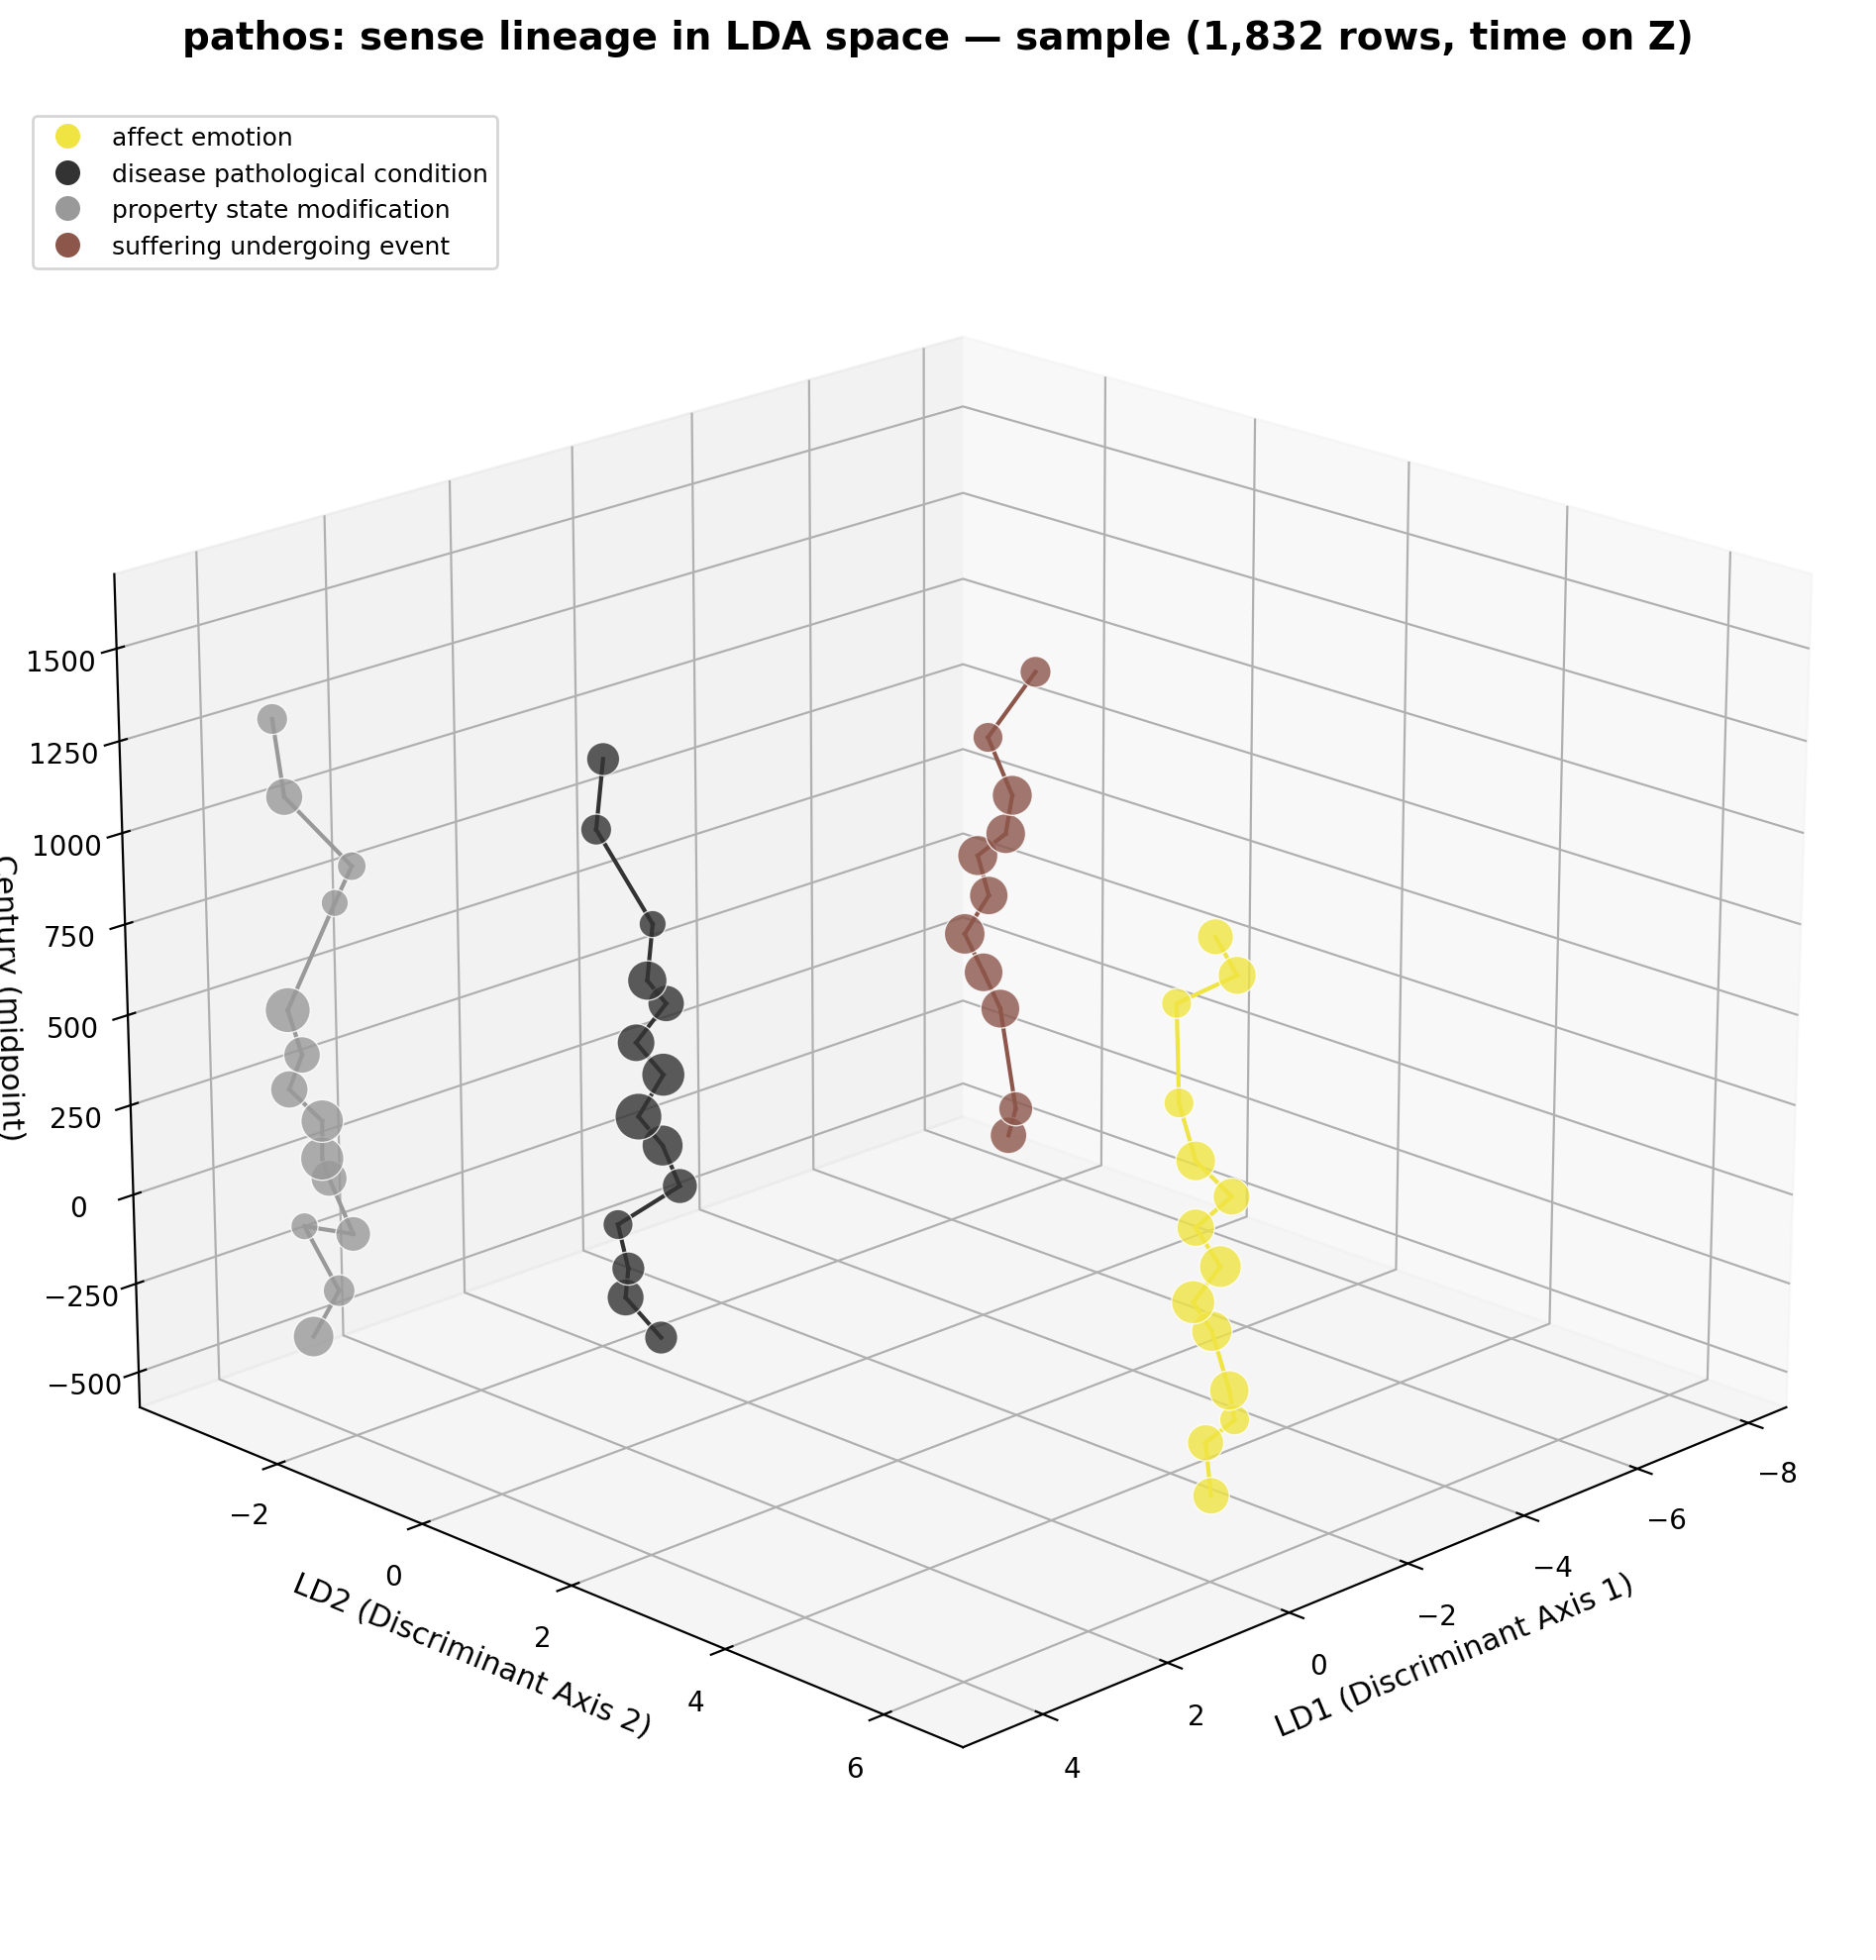 pathos: sense lineage in LDA space — sample (1,832 rows, time on Z)
affect emotion
disease pathological condition
property state modification
suffering undergoing event
1500
1250
1000
750
500
250
0
−250
−500
Century (midpoint)
−2
0
2
4
6
LD2 (Discriminant Axis 2)
−8
−6
−4
−2
0
2
4
LD1 (Discriminant Axis 1)